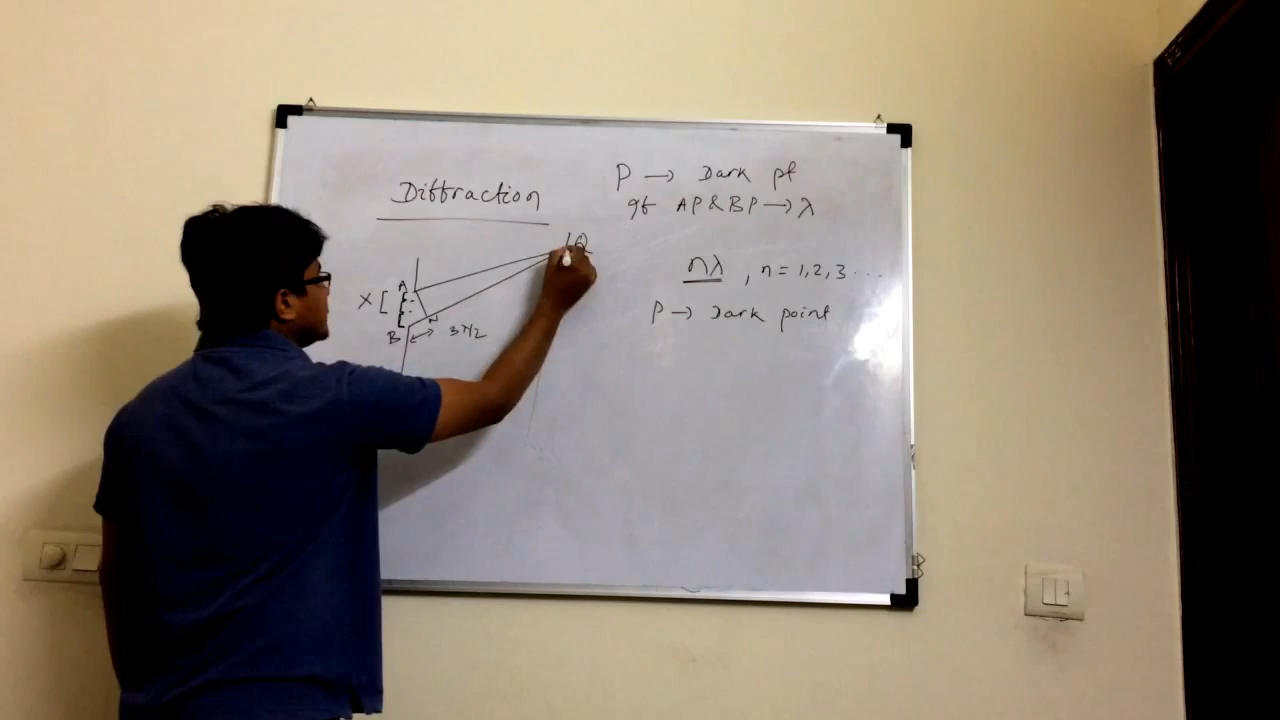 Diffraction
P → Dark pt
If AP & BP → λ
nλ , n = 1, 2, 3 ...
P → Dark point
Q
A
X [
N
B
3λ/2